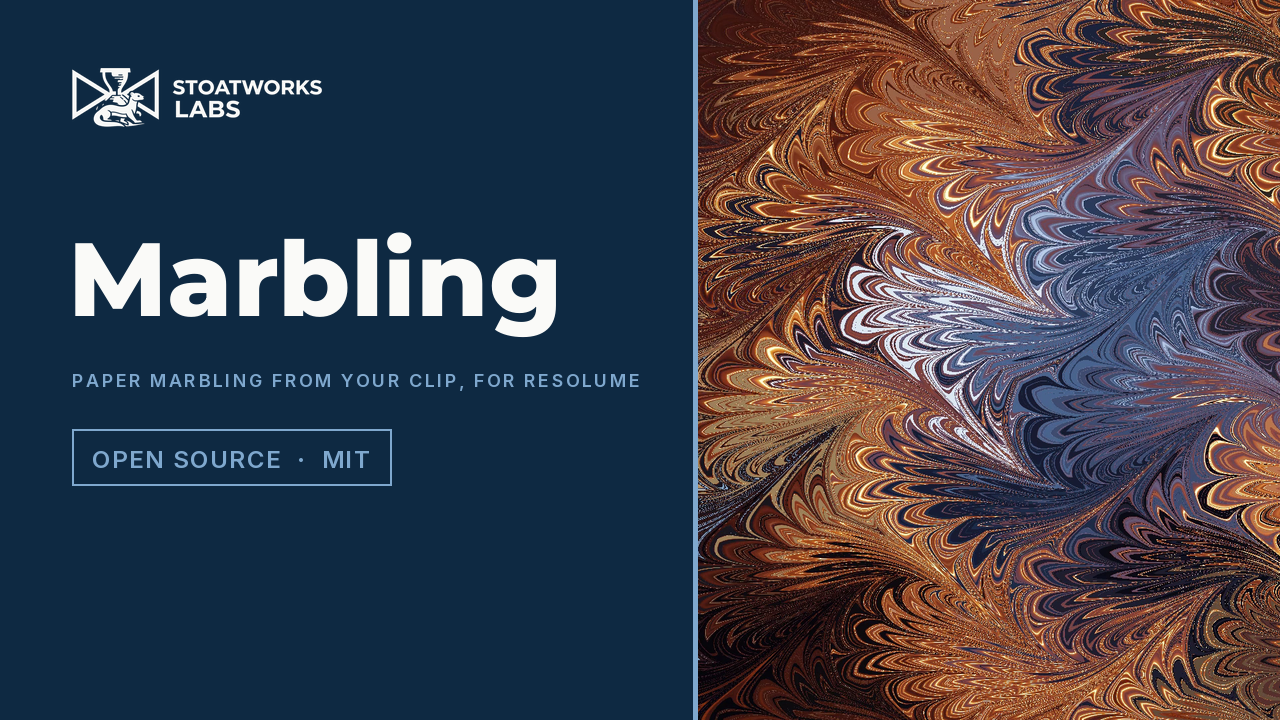 STOATWORKS
LABS
Marbling
PAPER MARBLING FROM YOUR CLIP, FOR RESOLUME
OPEN SOURCE · MIT